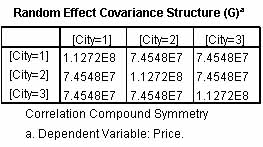 Random Effect Covariance Structure (G)a
[City=1] [City=2] [City=3]
[City=1] 1.1272E8 7.4548E7 7.4548E7
[City=2] 7.4548E7 1.1272E8 7.4548E7
[City=3] 7.4548E7 7.4548E7 1.1272E8
Correlation Compound Symmetry
a. Dependent Variable: Price.